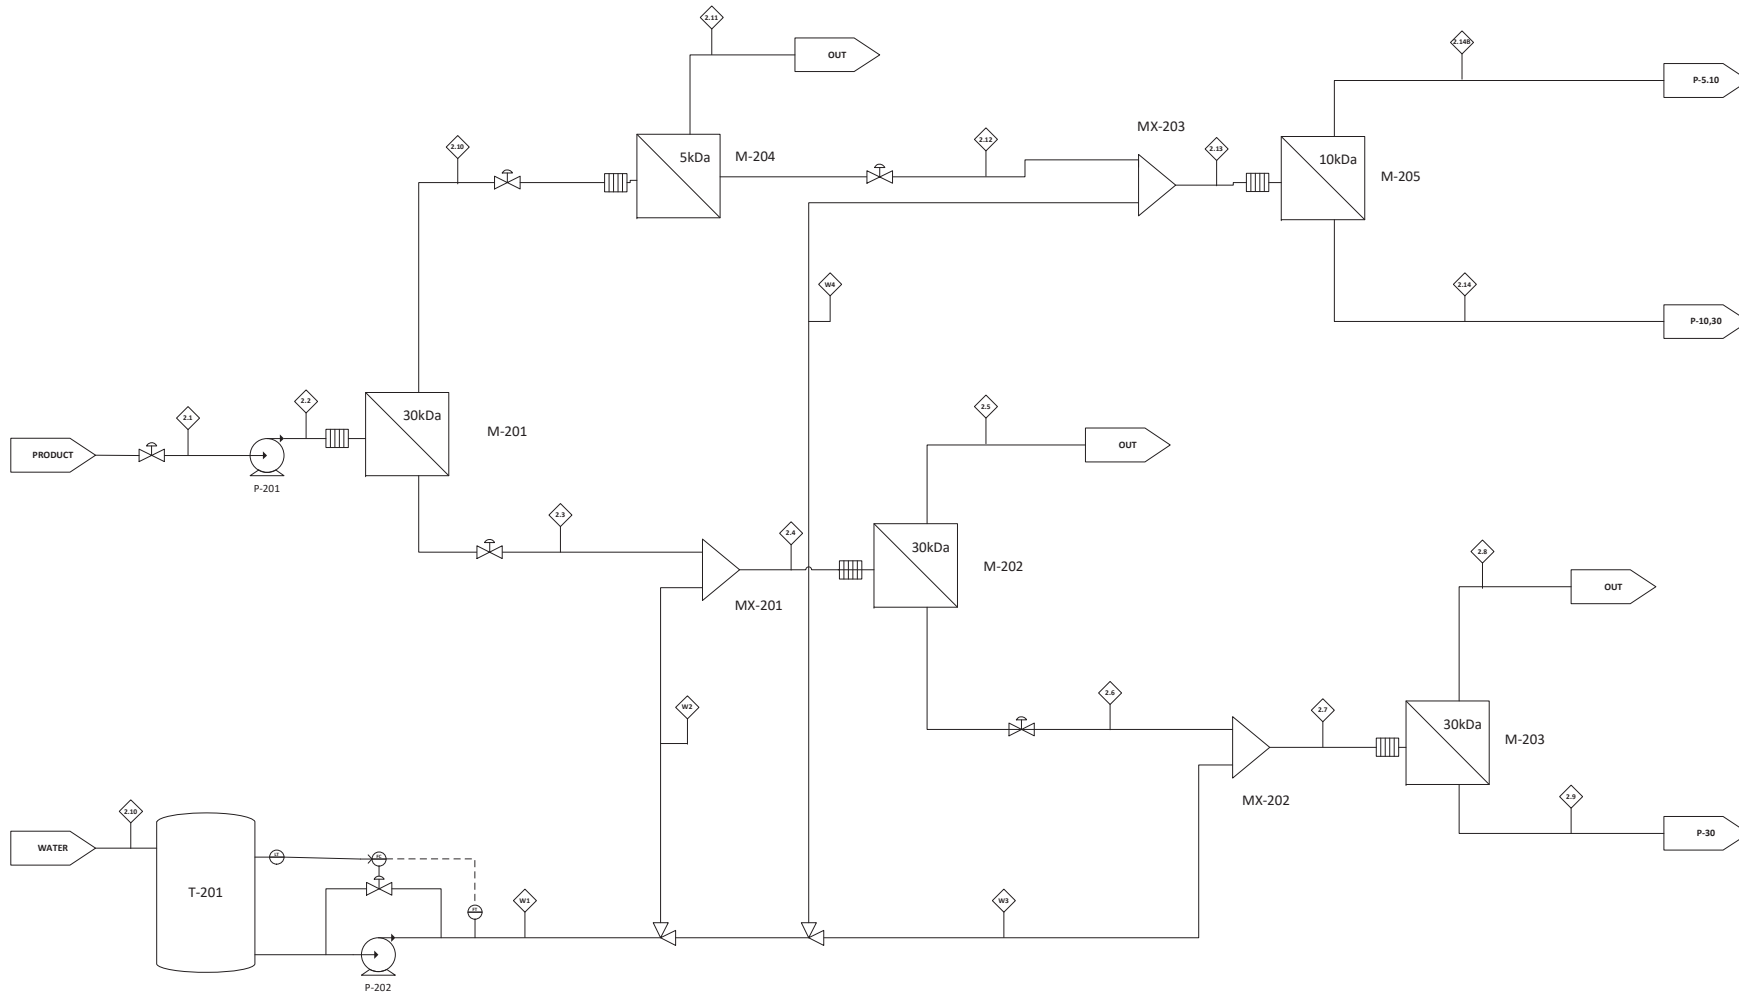 2.11
OUT
2.14B
P-5.10
MX-203
2.10
5kDa
M-204
2.12
2.13
10kDa
M-205
W4
2.14
P-10,30
2.1
2.2
30kDa
M-201
PRODUCT
P-201
2.5
OUT
2.3
2.4
MX-201
30kDa
M-202
2.8
OUT
W2
2.6
2.7
30kDa
M-203
MX-202
2.10
WATER
2.9
P-30
T-201
LT
FC
FT
W1
W3
P-202